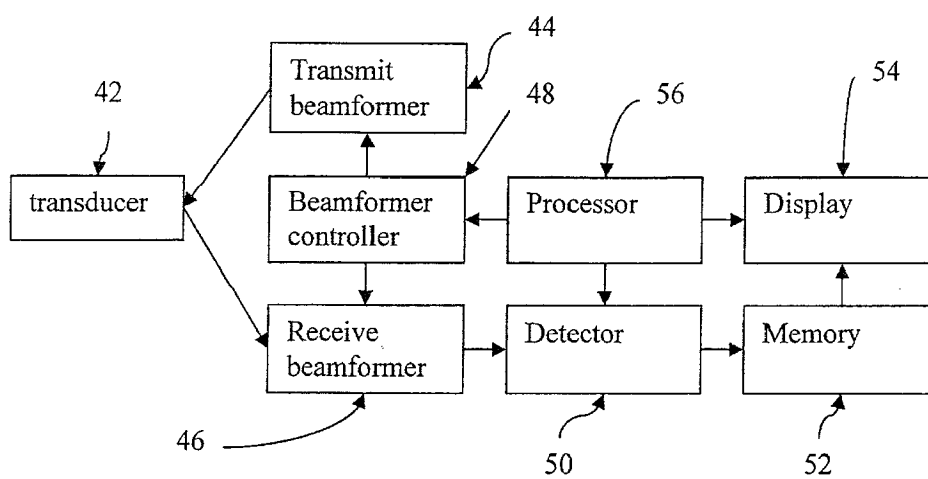 44
Transmit
beamformer
54
42
48
56
transducer
Beamformer
controller
Processor
Display
Receive
beamformer
Detector
Memory
46
50
52